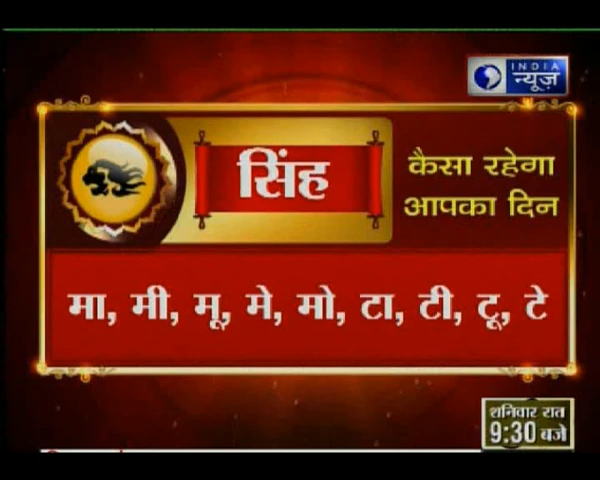 INDIA
न्यूज़
सिंह
कैसा रहेगा
आपका दिन
मा, मी, मू, मे, मो, टा, टी, टू, टे
शनिवार रात
9:30 बजे